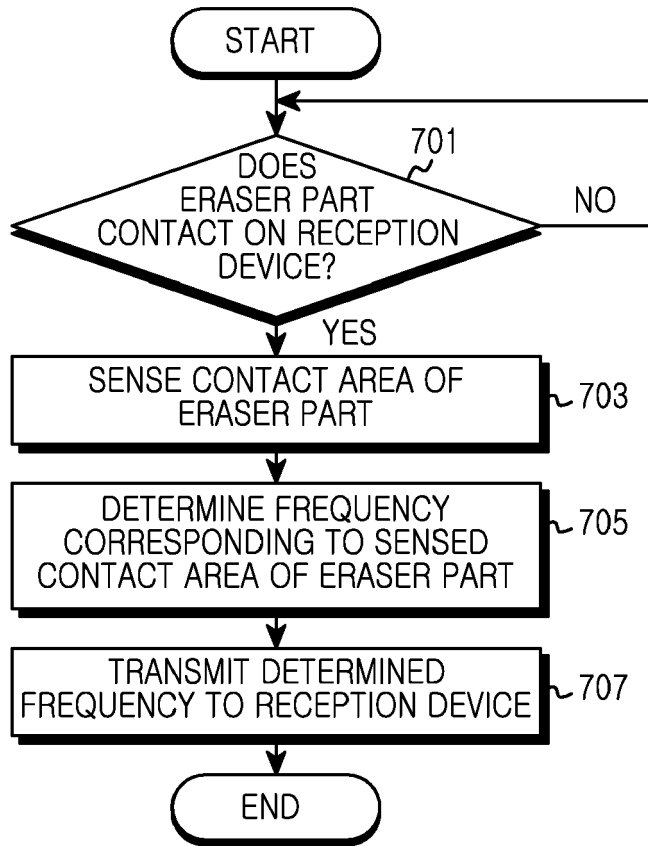 START
701
DOES
ERASER PART
CONTACT ON RECEPTION
DEVICE?
NO
YES
SENSE CONTACT AREA OF
ERASER PART
703
DETERMINE FREQUENCY
CORRESPONDING TO SENSED
CONTACT AREA OF ERASER PART
705
TRANSMIT DETERMINED
FREQUENCY TO RECEPTION DEVICE
707
END